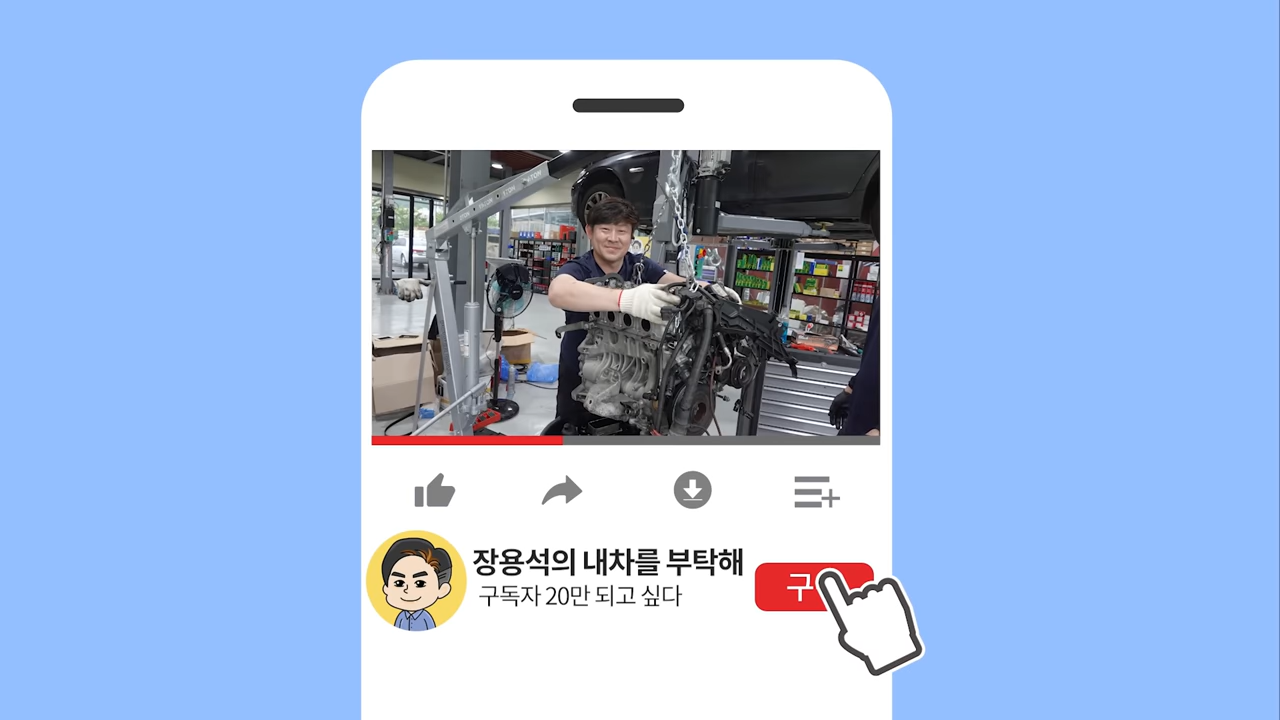 장용석의 내차를 부탁해
구독자 20만 되고 싶다
구